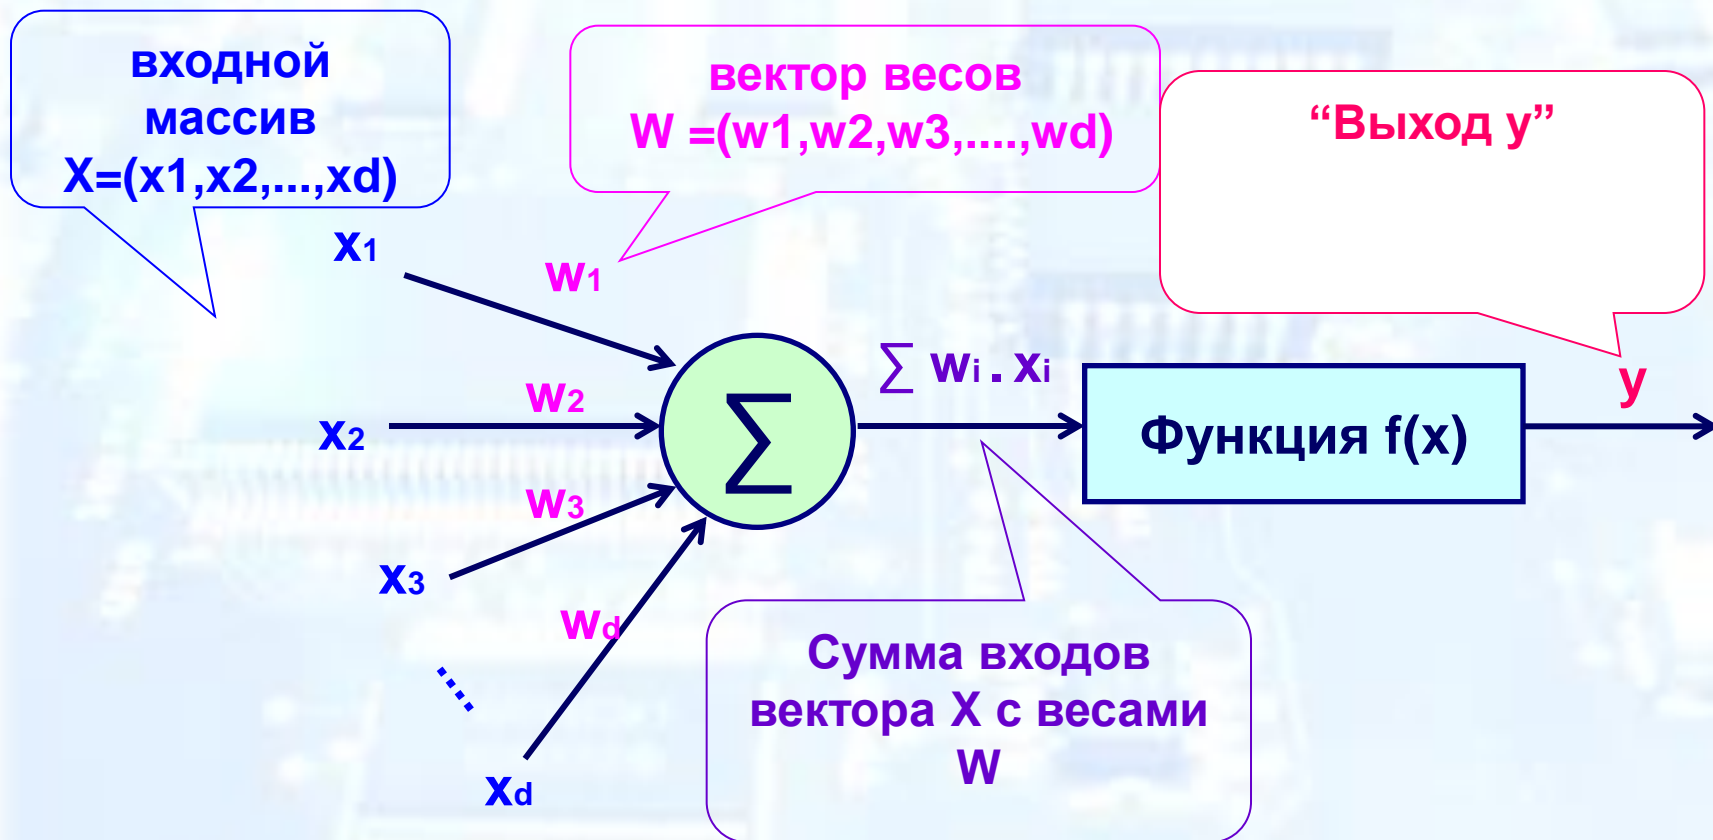 входной
массив
X=(x1,x2,...,xd)
вектор весов
W =(w1,w2,w3,....,wd)
“Выход y”
x1
w1
∑ wi . xi
y
w2
x2
∑
Функция f(x)
w3
x3
wd
.....
xd
Сумма входов
вектора X с весами
W